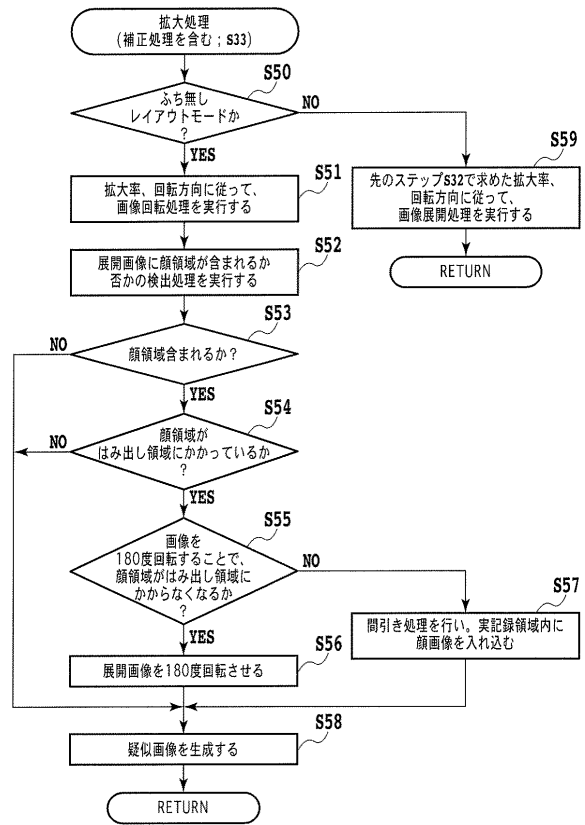 拡大処理
(補正処理を含む;S33)
S50
ふち無し
レイアウトモードか
?
NO
YES
S59
先のステップS32で求めた拡大率、
回転方向に従って、
画像展開処理を実行する
RETURN
S51
拡大率、回転方向に従って、
画像回転処理を実行する
S52
展開画像に顔領域が含まれるか
否かの検出処理を実行する
S53
顔領域含まれるか?
NO
YES
S54
顔領域が
はみ出し領域にかかっているか
?
NO
YES
S55
画像を
180度回転することで、
顔領域がはみ出し領域に
かからなくなるか
?
NO
YES
S57
間引き処理を行い。実記録領域内に
顔画像を入れ込む
S56
展開画像を180度回転させる
S58
疑似画像を生成する
RETURN